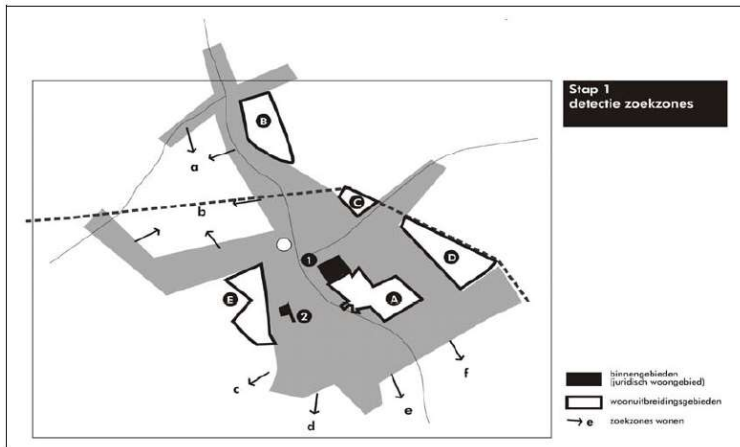 Stap 1
detectie zoekzones
B
a
b
C
1
D
E
A
2
f
c
e
d
binnengebieden
(juridisch woongebied)
woonuitbreidingsgebieden
e zoekzones wonen